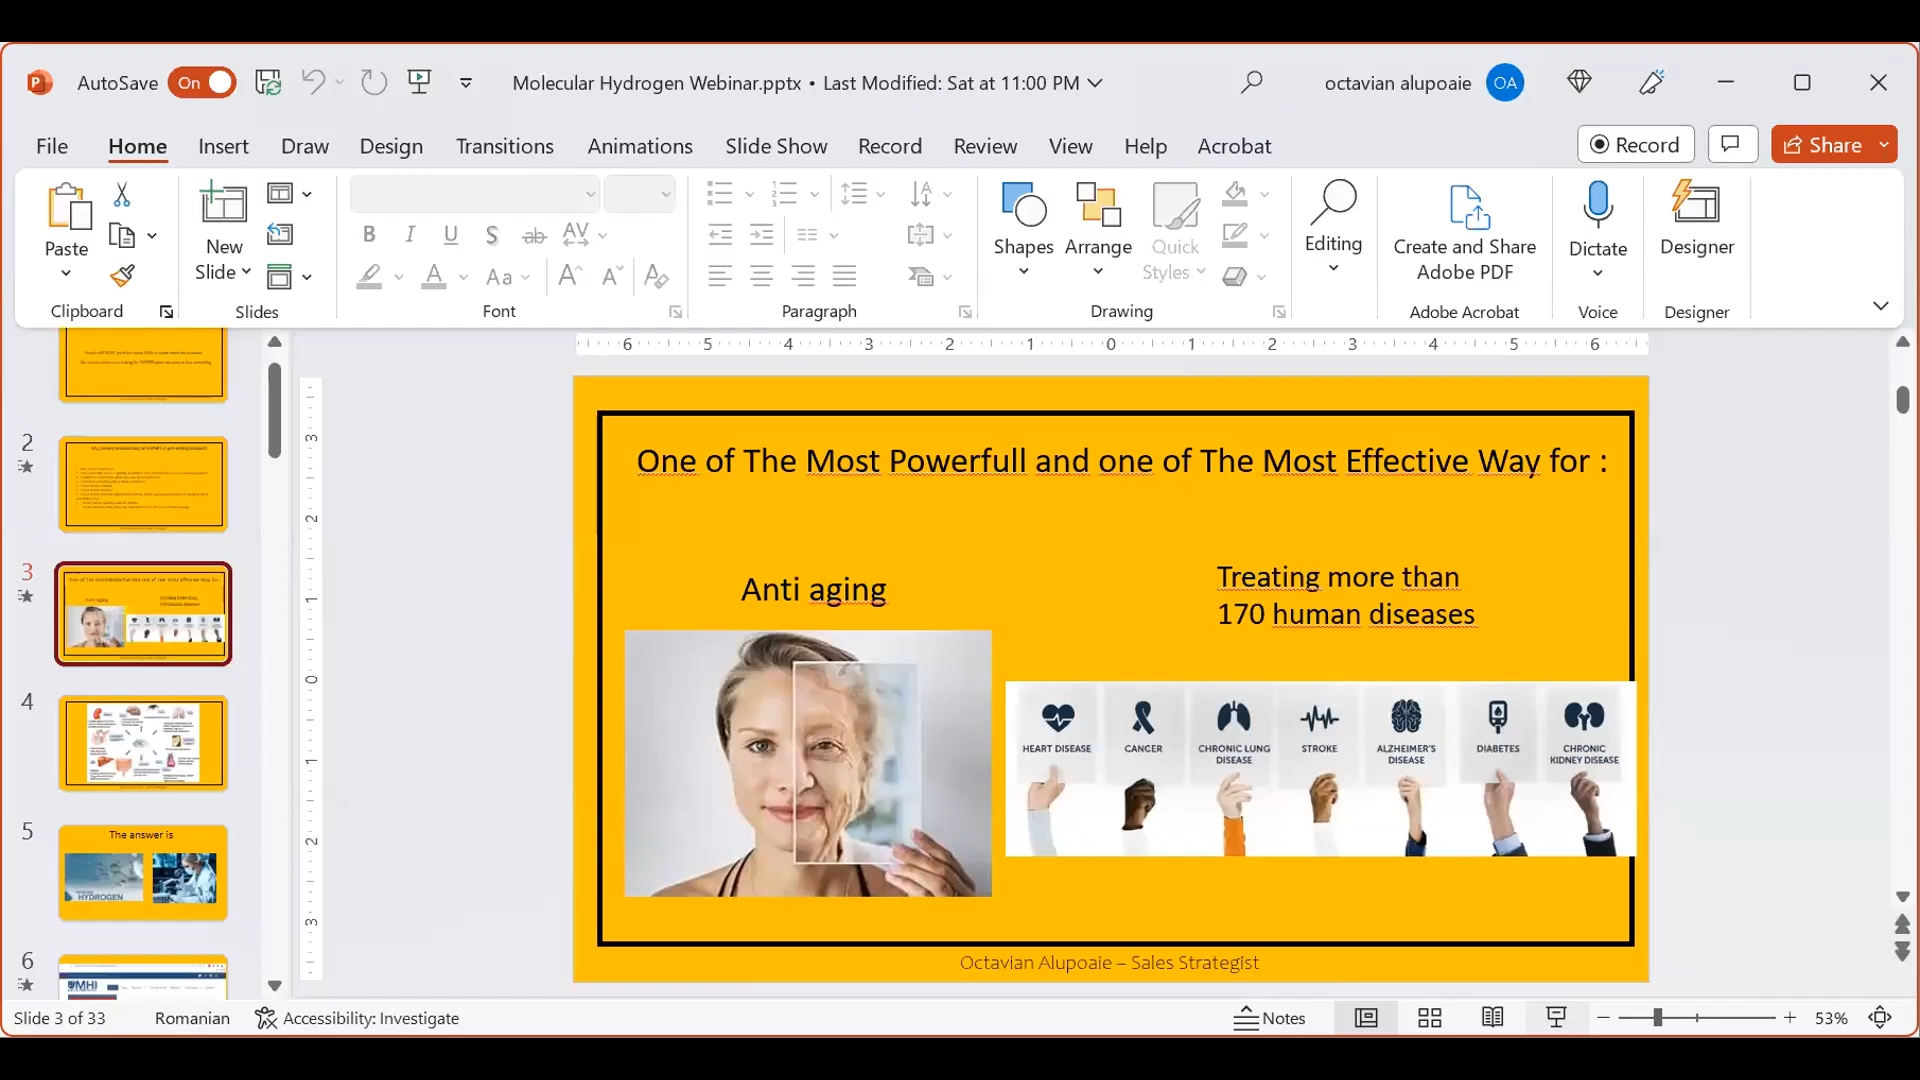 AutoSave On
Molecular Hydrogen Webinar.pptx • Last Modified: Sat at 11:00 PM
octavian alupoaie OA
File Home Insert Draw Design Transitions Animations Slide Show Record Review View Help Acrobat
Record
Share
Paste
New
Slide
Shapes
Arrange
Quick
Styles
Editing
Create and Share
Adobe PDF
Dictate
Designer
Clipboard
Slides
Font
Paragraph
Drawing
Adobe Acrobat
Voice
Designer
2
3
4
5
The answer is
HYDROGEN
6
MHI
One of The Most Powerfull and one of The Most Effective Way for :
Anti aging
Treating more than
170 human diseases
HEART DISEASE
CANCER
CHRONIC LUNG
DISEASE
STROKE
ALZHEIMER'S
DISEASE
DIABETES
CHRONIC
KIDNEY DISEASE
Octavian Alupoaie – Sales Strategist
Slide 3 of 33
Romanian
Accessibility: Investigate
Notes
53%